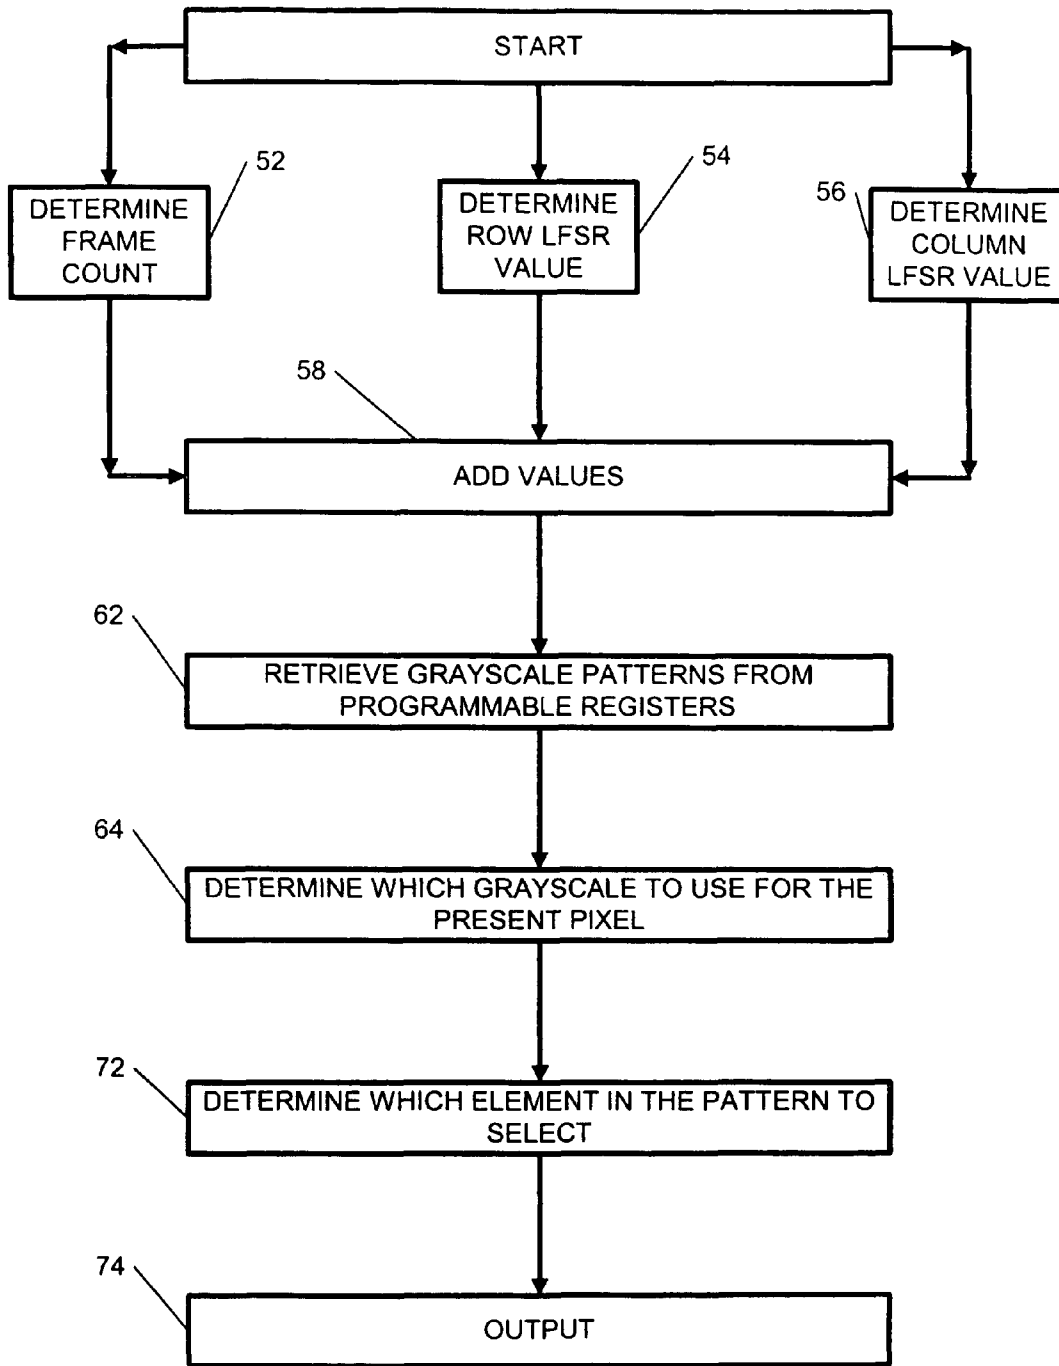 START
52
DETERMINE
FRAME
COUNT
54
DETERMINE
ROW LFSR
VALUE
56
DETERMINE
COLUMN
LFSR VALUE
58
ADD VALUES
62
RETRIEVE GRAYSCALE PATTERNS FROM
PROGRAMMABLE REGISTERS
64
DETERMINE WHICH GRAYSCALE TO USE FOR THE
PRESENT PIXEL
72
DETERMINE WHICH ELEMENT IN THE PATTERN TO
SELECT
74
OUTPUT